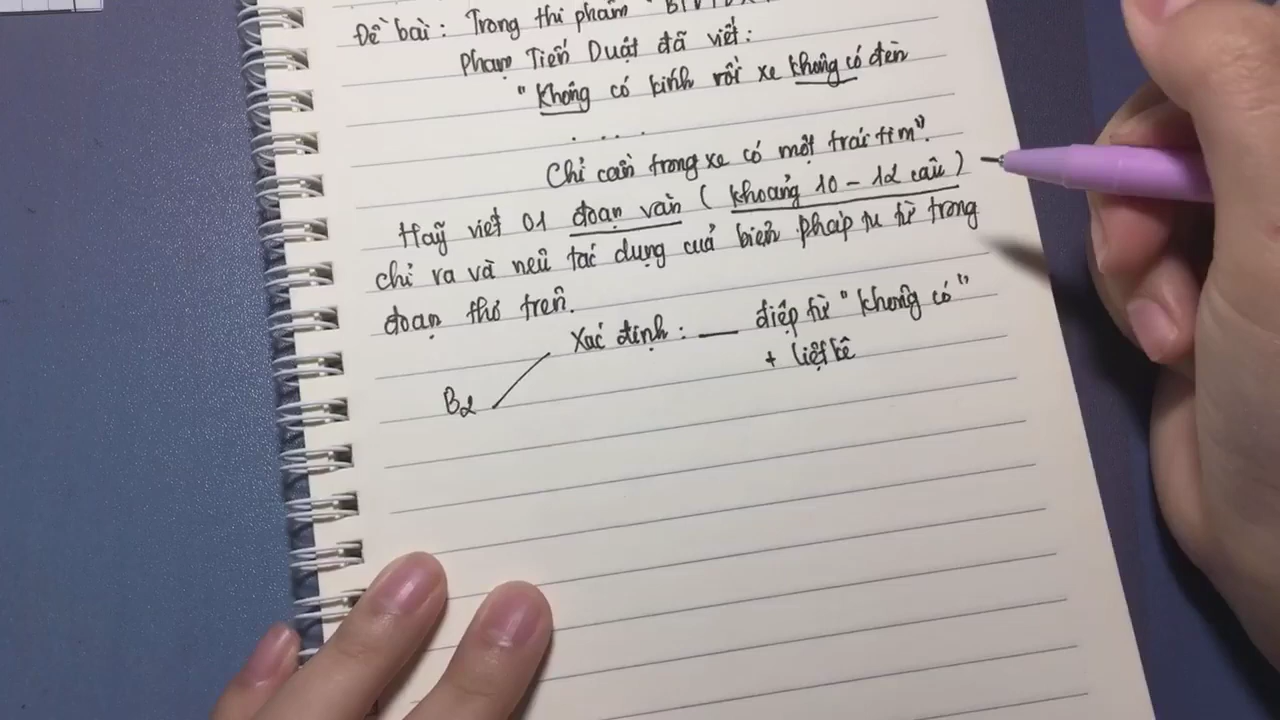 Đề bài: Trong thi phẩm "
Phạm Tiến Duật đã viết:
"Không có kính rồi xe không có đèn
. . . .
Chỉ cần trong xe có một trái tim".
Hãy viết 01 đoạn văn (khoảng 10 - 12 câu)
chỉ ra và nêu tác dụng của biện pháp tu từ trong
đoạn thơ trên.
Xác định: — điệp từ "không có"
+ liệt kê
B2